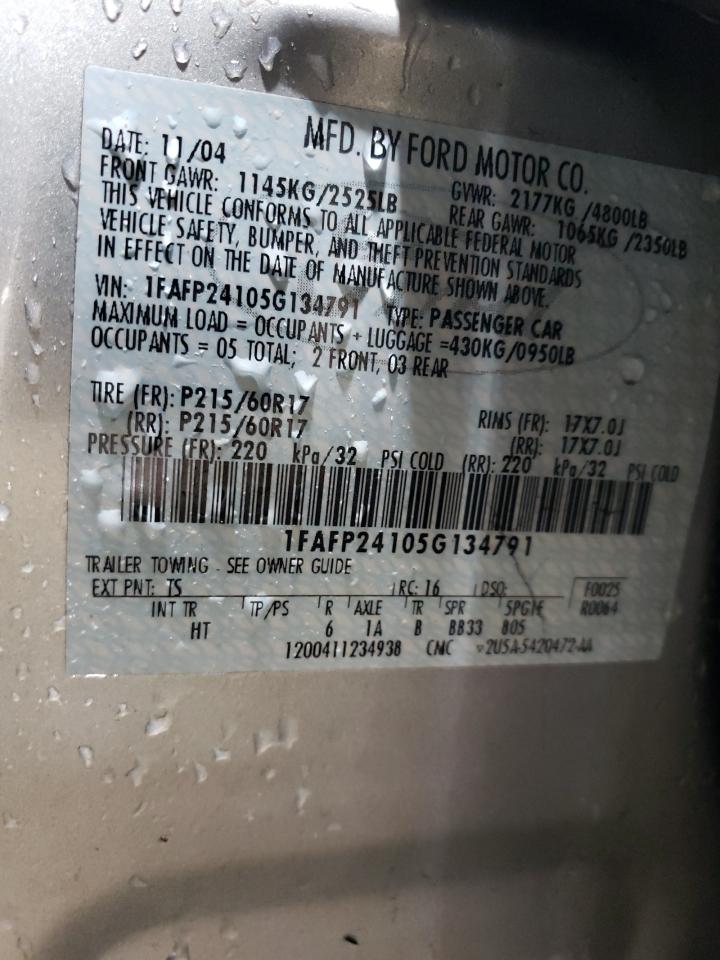 MFD. BY FORD MOTOR CO.
DATE: 11/04 GVWR: 2177KG /4800LB
FRONT GAWR: 1145KG/2525LB REAR GAWR: 1065KG /2350LB
THIS VEHICLE CONFORMS TO ALL APPLICABLE FEDERAL MOTOR
VEHICLE SAFETY, BUMPER, AND THEFT PREVENTION STANDARDS
IN EFFECT ON THE DATE OF MANUFACTURE SHOWN ABOVE.
VIN: 1FAFP24105G134791 TYPE: PASSENGER CAR
MAXIMUM LOAD = OCCUPANTS + LUGGAGE =430KG/0950LB
OCCUPANTS = 05 TOTAL; 2 FRONT, 03 REAR
TIRE (FR): P215/60R17 RIMS (FR): 17X7.0J
(RR): P215/60R17 (RR): 17X7.0J
PRESSURE (FR): 220 kPa/32 PSI COLD (RR): 220 kPa/32 PSI COLD
1FAFP24105G134791
TRAILER TOWING - SEE OWNER GUIDE
EXT PNT: TS RC: 16 DSO: F0025
INT TR TP/PS R AXLE TR SPR R0064
HT 6 1A B BB33 805
1200411234938 CMC 2U5A-5420472-AA